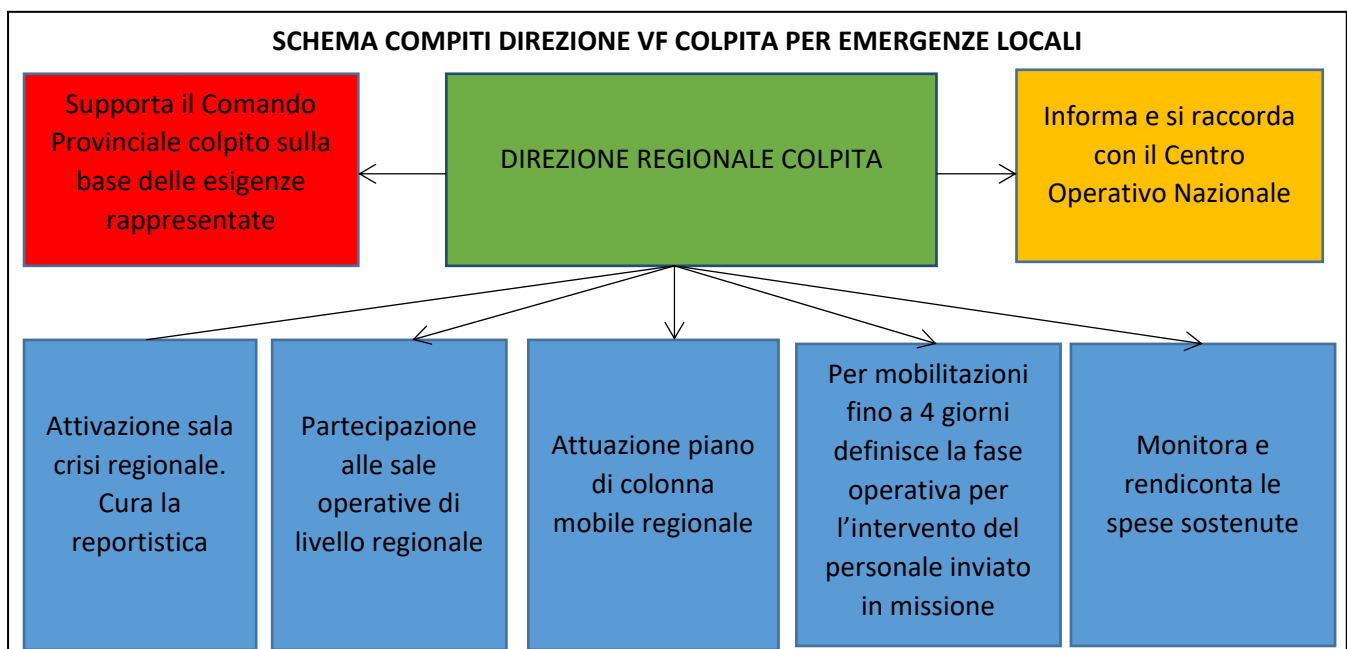 SCHEMA COMPITI DIREZIONE VF COLPITA PER EMERGENZE LOCALI
Supporta il Comando
Provinciale colpito sulla
base delle esigenze
rappresentate
DIREZIONE REGIONALE COLPITA
Informa e si raccorda
con il Centro
Operativo Nazionale
Attivazione sala
crisi regionale.
Cura la
reportistica
Partecipazione
alle sale
operative di
livello regionale
Attuazione piano
di colonna
mobile regionale
Per mobilitazioni
fino a 4 giorni
definisce la fase
operativa per
l’intervento del
personale inviato
in missione
Monitora e
rendiconta le
spese sostenute